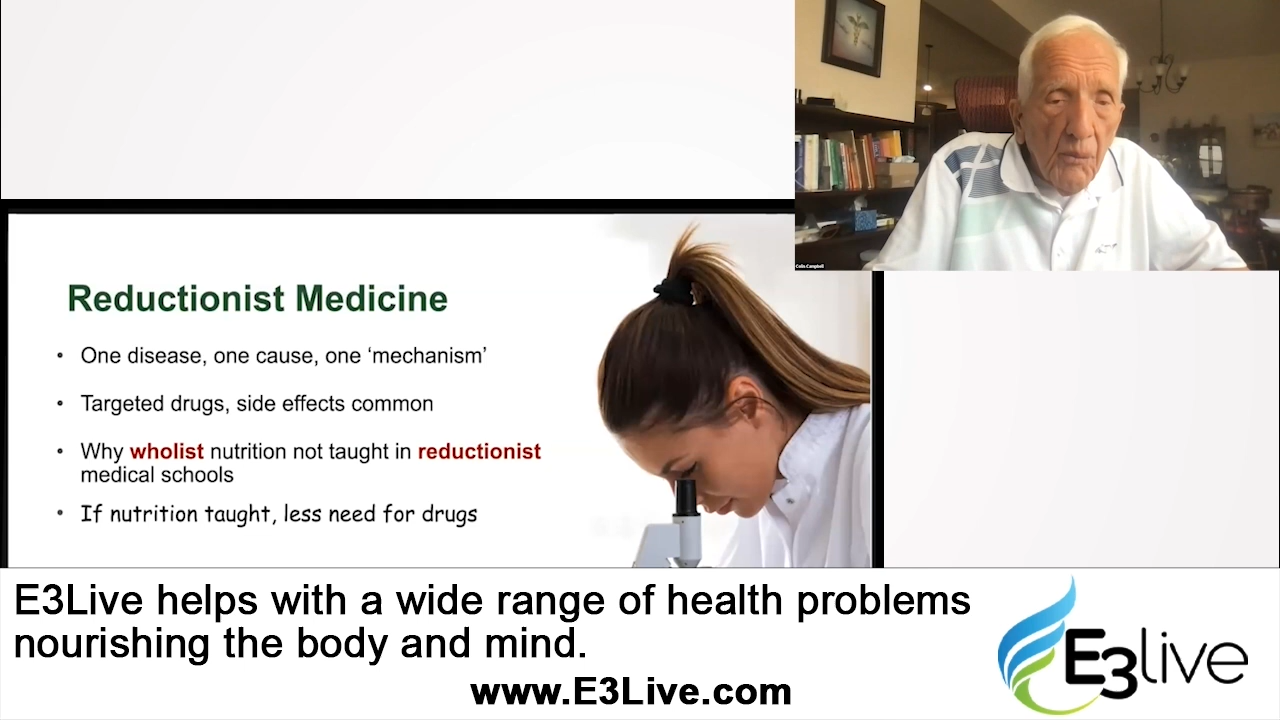 Colin Campbell
Reductionist Medicine
• One disease, one cause, one ‘mechanism’
• Targeted drugs, side effects common
• Why wholist nutrition not taught in reductionist
medical schools
• If nutrition taught, less need for drugs
E3Live helps with a wide range of health problems
nourishing the body and mind.
www.E3Live.com
E3live